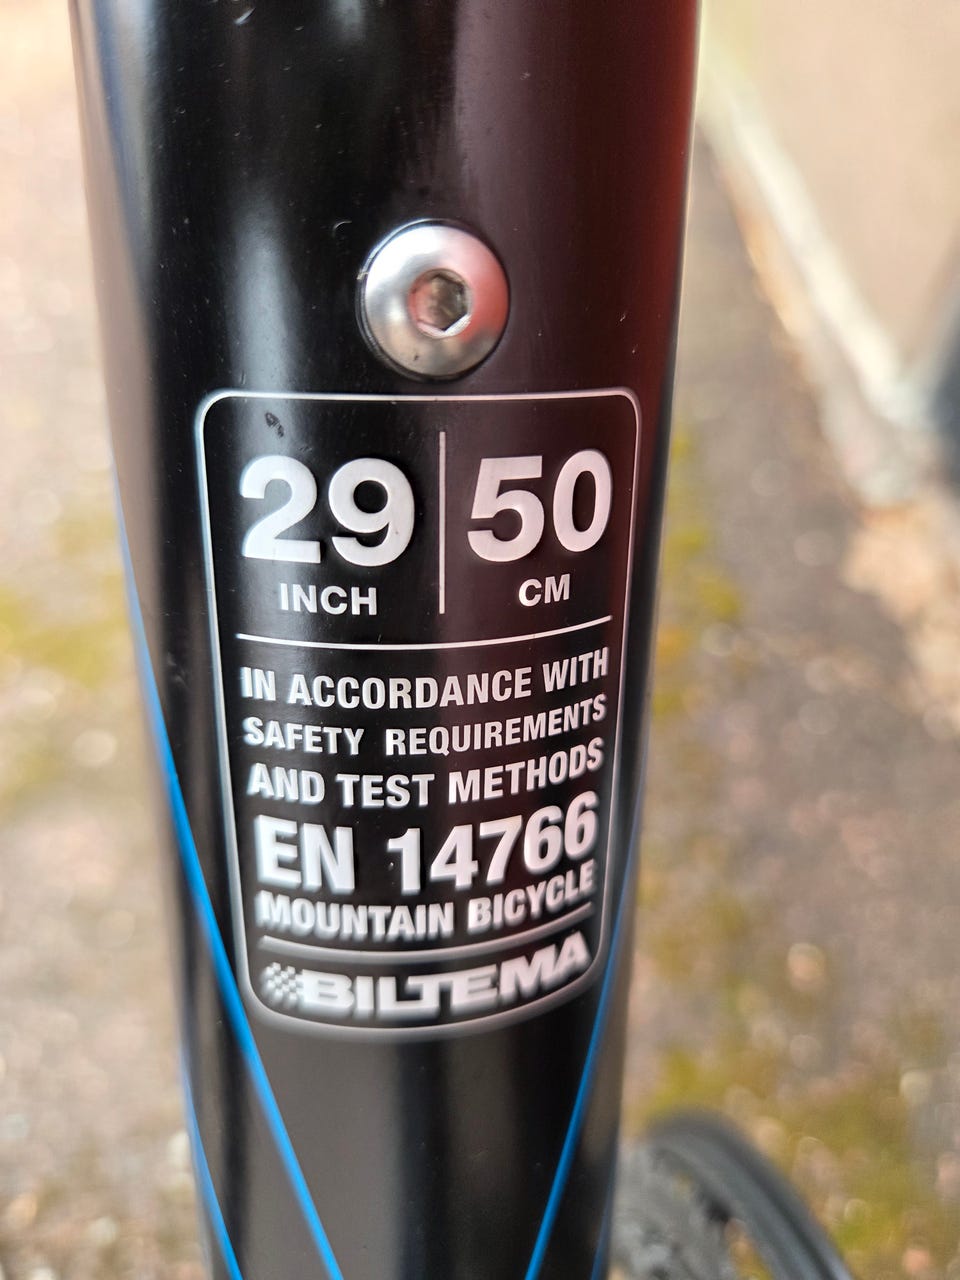 29 50
INCH CM
IN ACCORDANCE WITH
SAFETY REQUIREMENTS
AND TEST METHODS
EN 14766
MOUNTAIN BICYCLE
BILTEMA